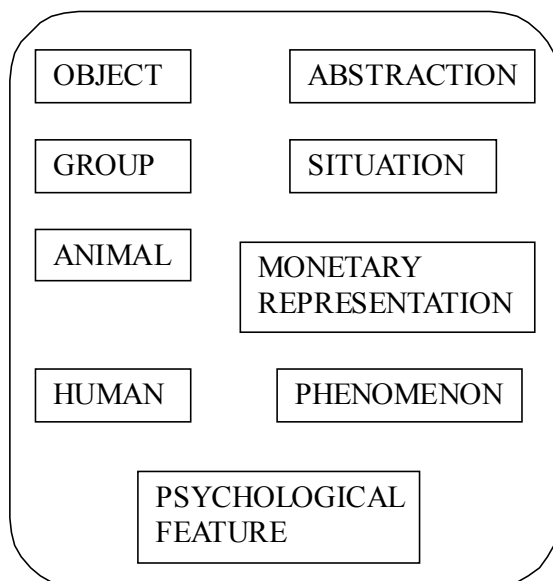 OBJECT
ABSTRACTION
GROUP
SITUATION
ANIMAL
MONETARY
REPRESENTATION
HUMAN
PHENOMENON
PSYCHOLOGICAL
FEATURE